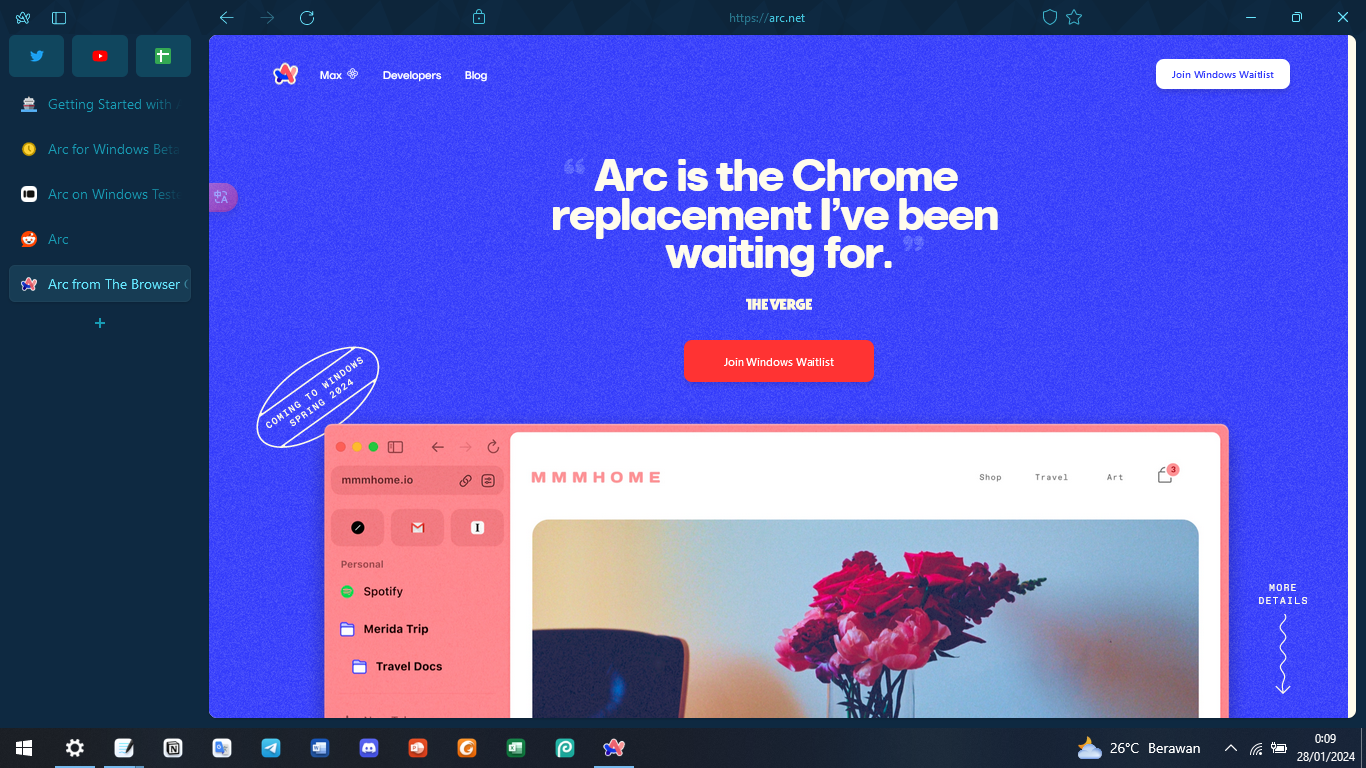 https://arc.net
Getting Started with
Arc for Windows Beta
Arc on Windows Teste
Arc
Arc from The Browser
+
Max
Developers
Blog
Join Windows Waitlist
“ Arc is the Chrome
replacement I’ve been
waiting for. ”
THE VERGE
Join Windows Waitlist
COMING TO WINDOWS
SPRING 2024
mmmhome.io
Personal
Spotify
Merida Trip
Travel Docs
MMMHOME
Shop
Travel
Art
3
MORE
DETAILS
26°C Berawan
0:09
28/01/2024